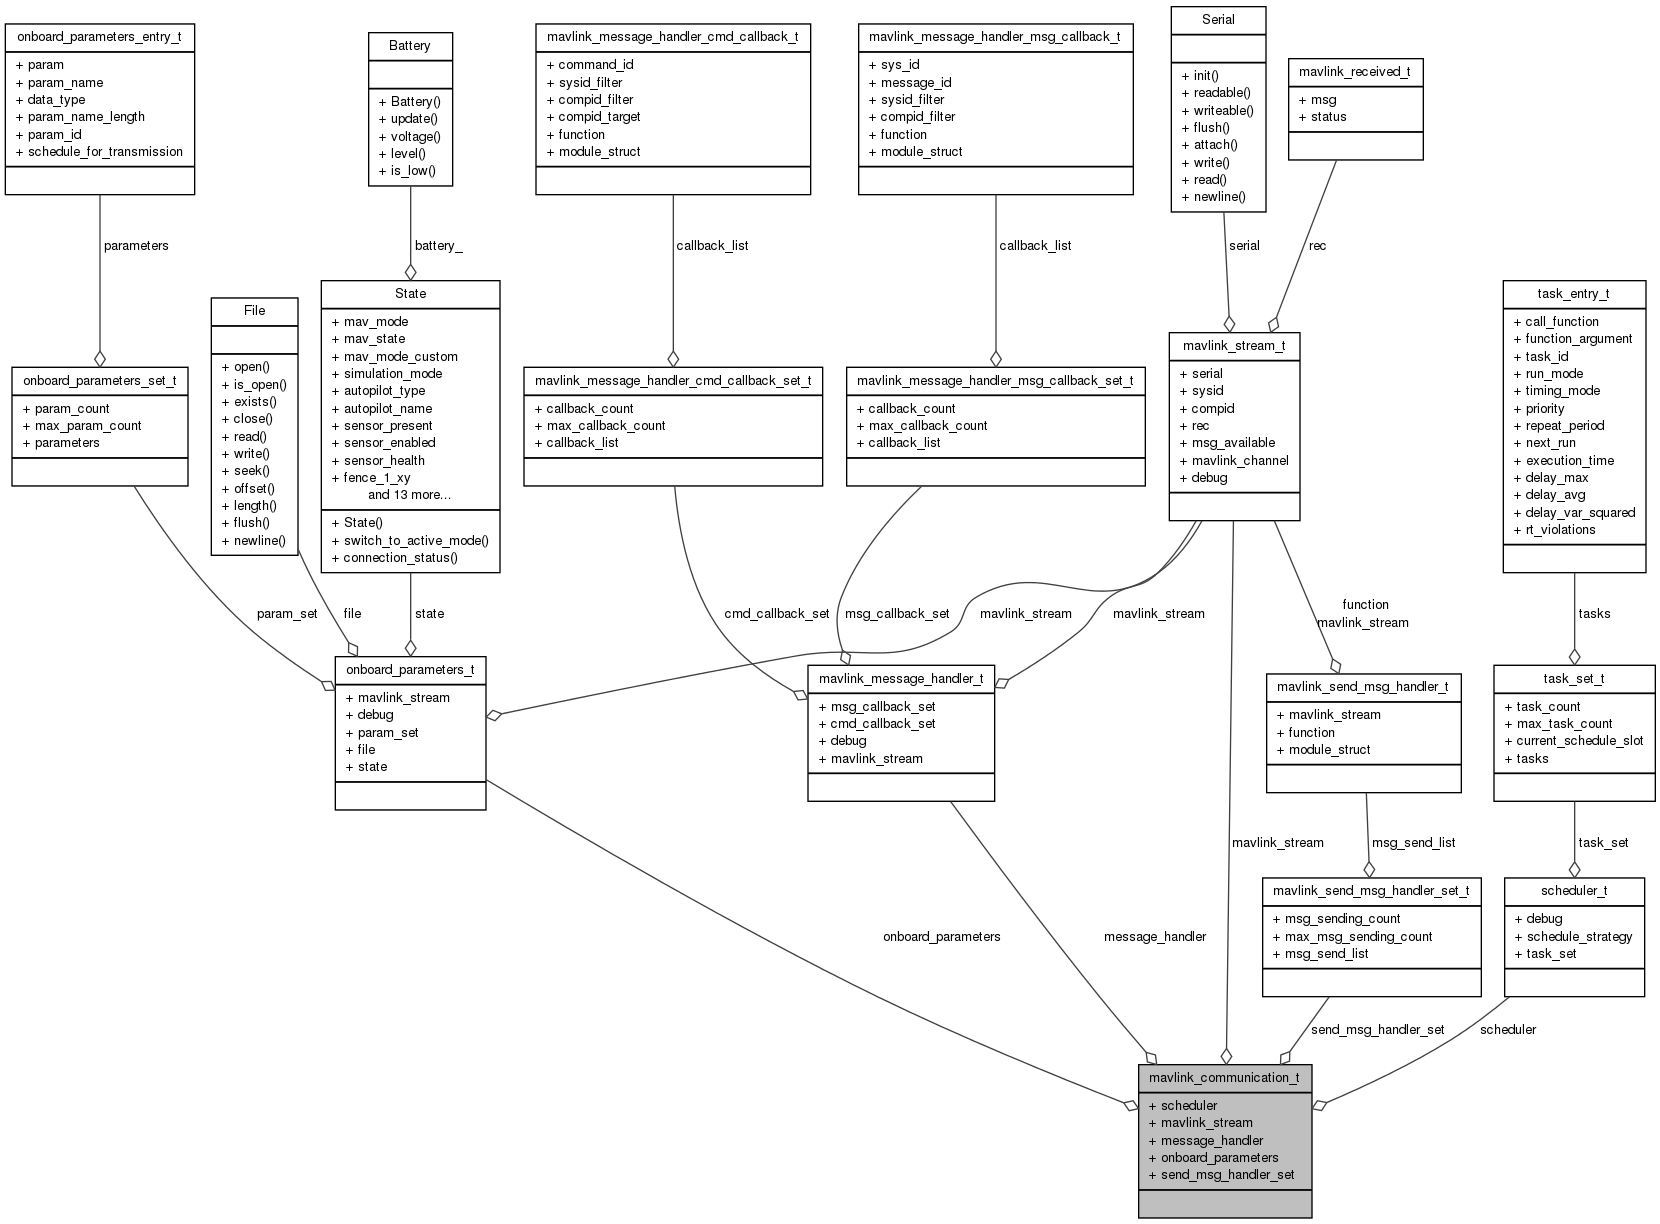 onboard_parameters_entry_t
+ param
+ param_name
+ data_type
+ param_name_length
+ param_id
+ schedule_for_transmission
Battery
+ Battery()
+ update()
+ voltage()
+ level()
+ is_low()
mavlink_message_handler_cmd_callback_t
+ command_id
+ sysid_filter
+ compid_filter
+ compid_target
+ function
+ module_struct
mavlink_message_handler_msg_callback_t
+ sys_id
+ message_id
+ sysid_filter
+ compid_filter
+ function
+ module_struct
Serial
+ init()
+ readable()
+ writeable()
+ flush()
+ attach()
+ write()
+ read()
+ newline()
mavlink_received_t
+ msg
+ status
parameters
battery_
callback_list
callback_list
serial
rec
onboard_parameters_set_t
+ param_count
+ max_param_count
+ parameters
File
+ open()
+ is_open()
+ exists()
+ close()
+ read()
+ write()
+ seek()
+ offset()
+ length()
+ flush()
+ newline()
State
+ mav_mode
+ mav_state
+ mav_mode_custom
+ simulation_mode
+ autopilot_type
+ autopilot_name
+ sensor_present
+ sensor_enabled
+ sensor_health
+ fence_1_xy
and 13 more...
+ State()
+ switch_to_active_mode()
+ connection_status()
mavlink_message_handler_cmd_callback_set_t
+ callback_count
+ max_callback_count
+ callback_list
mavlink_message_handler_msg_callback_set_t
+ callback_count
+ max_callback_count
+ callback_list
mavlink_stream_t
+ serial
+ sysid
+ compid
+ rec
+ msg_available
+ mavlink_channel
+ debug
task_entry_t
+ call_function
+ function_argument
+ task_id
+ run_mode
+ timing_mode
+ priority
+ repeat_period
+ next_run
+ execution_time
+ delay_max
+ delay_avg
+ delay_var_squared
+ rt_violations
param_set
file
state
cmd_callback_set
msg_callback_set
mavlink_stream
mavlink_stream
function
mavlink_stream
tasks
onboard_parameters_t
+ mavlink_stream
+ debug
+ param_set
+ file
+ state
mavlink_message_handler_t
+ msg_callback_set
+ cmd_callback_set
+ debug
+ mavlink_stream
mavlink_send_msg_handler_t
+ mavlink_stream
+ function
+ module_struct
task_set_t
+ task_count
+ max_task_count
+ current_schedule_slot
+ tasks
mavlink_stream
msg_send_list
task_set
mavlink_send_msg_handler_set_t
+ msg_sending_count
+ max_msg_sending_count
+ msg_send_list
scheduler_t
+ debug
+ schedule_strategy
+ task_set
onboard_parameters
message_handler
send_msg_handler_set
scheduler
mavlink_communication_t
+ scheduler
+ mavlink_stream
+ message_handler
+ onboard_parameters
+ send_msg_handler_set